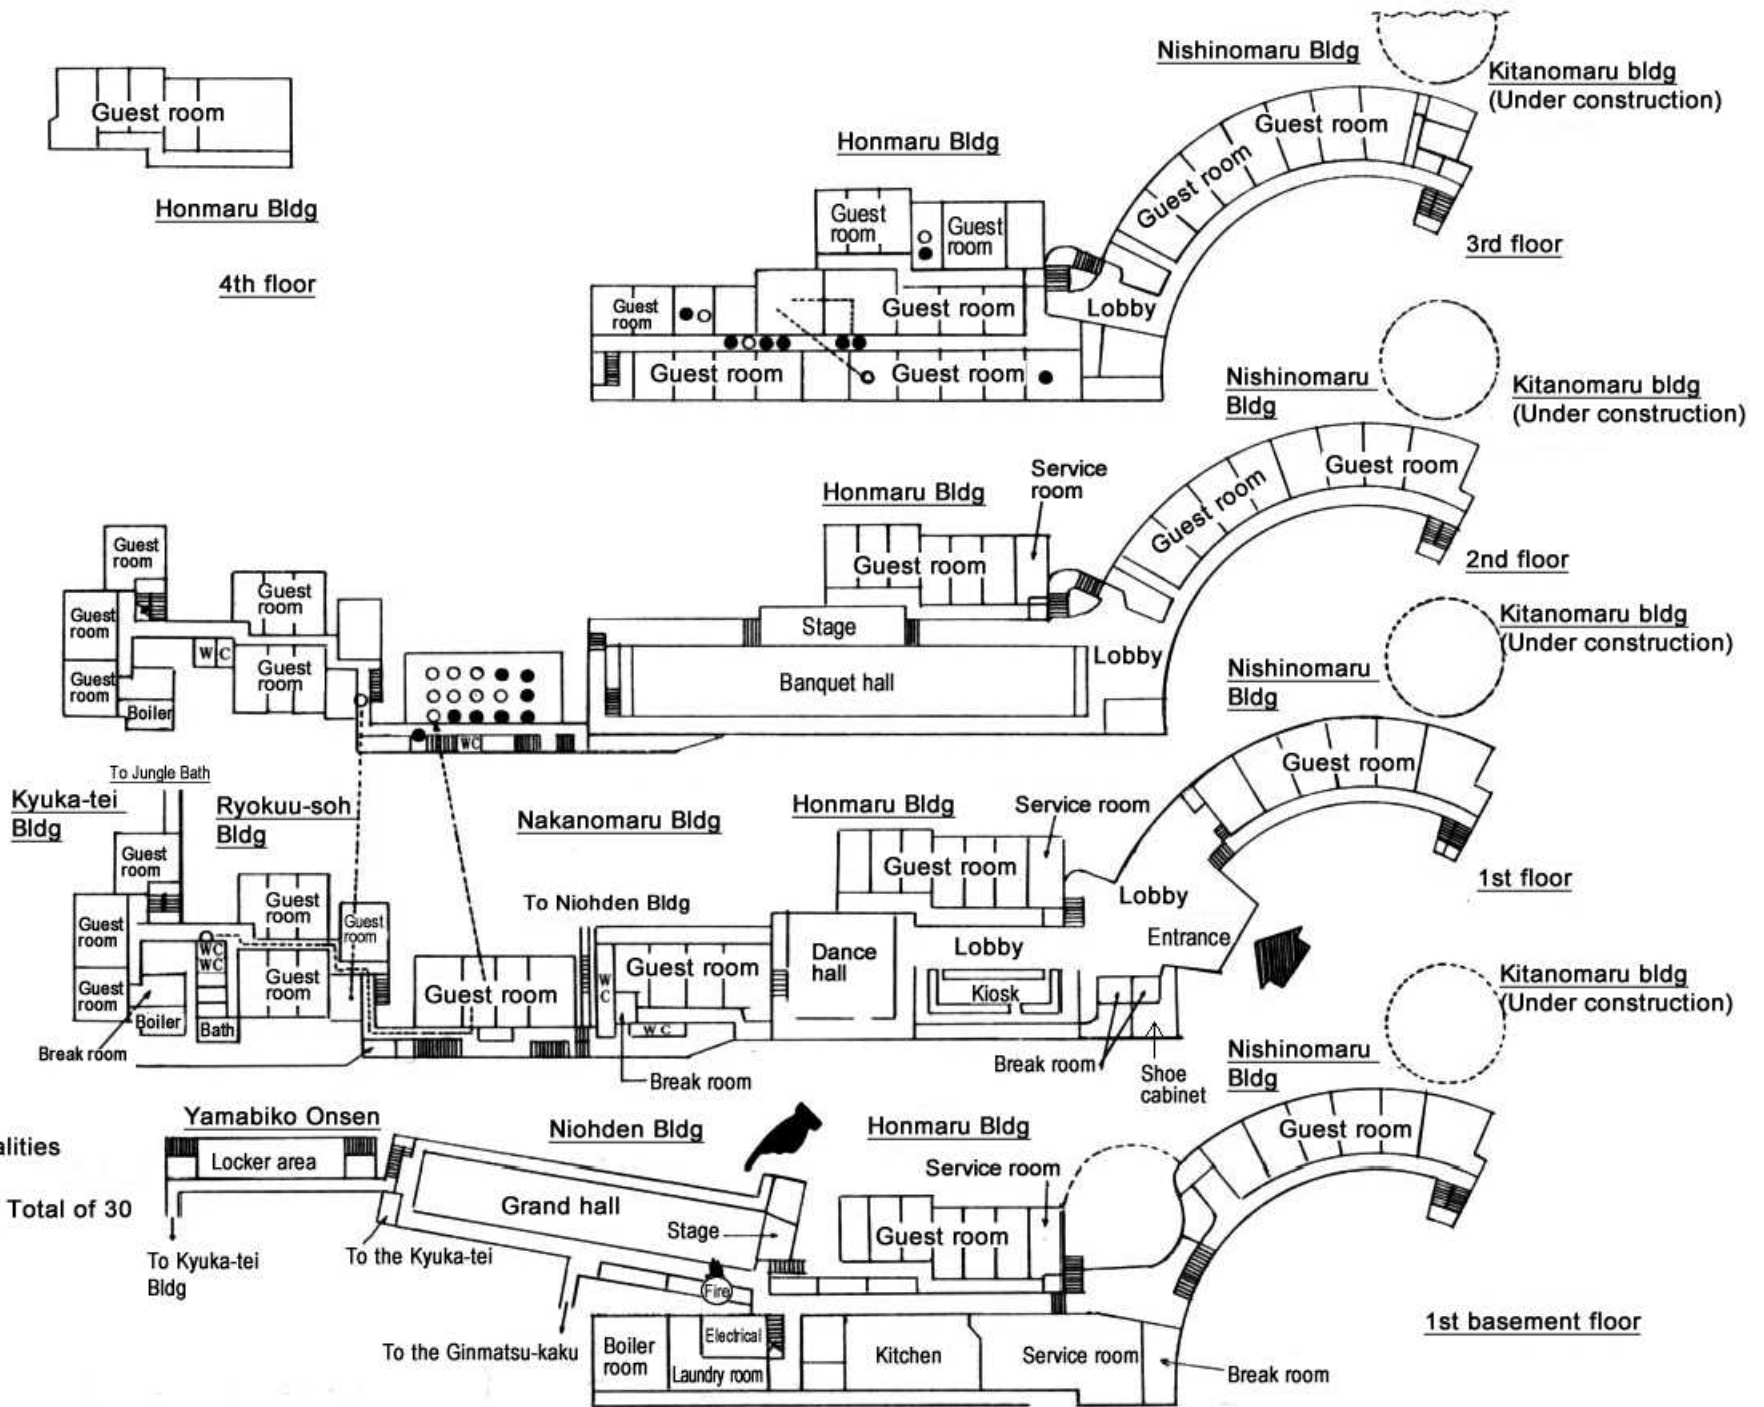 Nishinomaru Bldg
Kitanomaru bldg
(Under construction)
Guest room
Honmaru Bldg
4th floor
Honmaru Bldg
Guest room
Guest room
Guest
room
Guest
room
3rd floor
Guest
room
Guest room
Lobby
Guest room
Guest room
Nishinomaru
Bldg
Kitanomaru bldg
(Under construction)
Honmaru Bldg
Service
room
Guest room
Guest room
Guest room
2nd floor
Guest
room
Guest
room
Guest
room
Guest
room
Guest
room
WC
Boiler
WC
Stage
Banquet hall
Lobby
Kitanomaru bldg
(Under construction)
Nishinomaru
Bldg
To Jungle Bath
Kyuka-tei
Bldg
Ryokuu-soh
Bldg
Nakanomaru Bldg
Honmaru Bldg
Service room
Guest room
Guest room
1st floor
Guest
room
Guest
room
Guest
room
Guest
room
Guest
room
Guest
room
WC
WC
Boiler
Bath
Break room
To Niohden Bldg
Guest room
WC
Guest room
WC
Break room
Dance
hall
Lobby
Kiosk
Lobby
Entrance
Break room
Shoe
cabinet
Kitanomaru bldg
(Under construction)
Nishinomaru
Bldg
Yamabiko Onsen
Niohden Bldg
Honmaru Bldg
alities
Total of 30
Locker area
To Kyuka-tei
Bldg
To the Kyuka-tei
Grand hall
Stage
Service room
Guest room
Guest room
Fire
To the Ginmatsu-kaku
Boiler
room
Electrical
Laundry room
Kitchen
Service room
Break room
1st basement floor